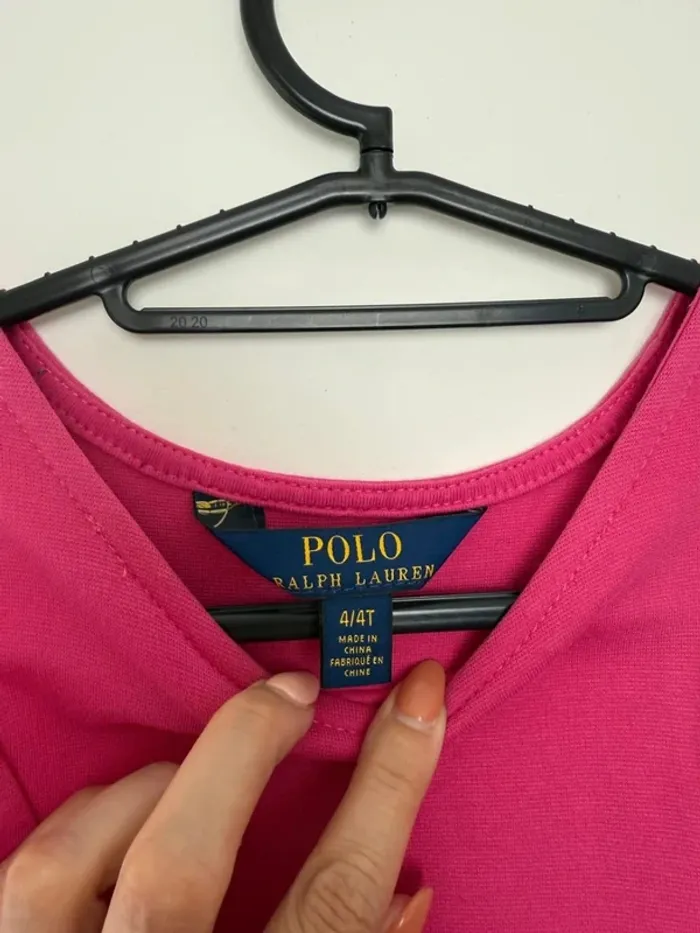 20 20
POLO
RALPH LAUREN
4/4T
MADE IN
CHINA
FABRIQUÉ EN
CHINE